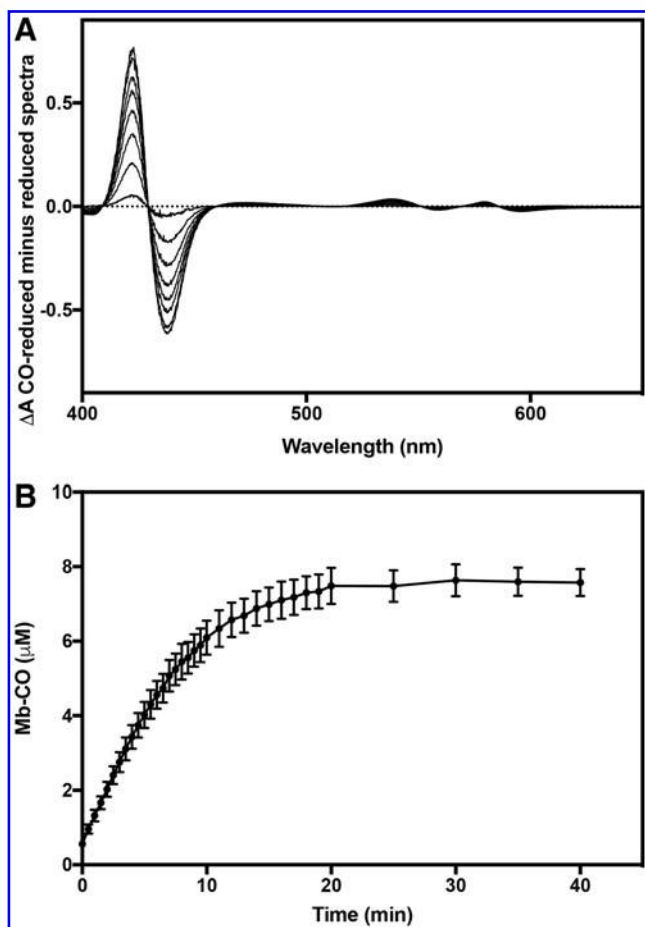 A
ΔA CO-reduced minus reduced spectra
0.5
0.0
-0.5
400
500
600
Wavelength (nm)
B
Mb-CO (μM)
10
8
6
4
2
0
0
10
20
30
40
Time (min)